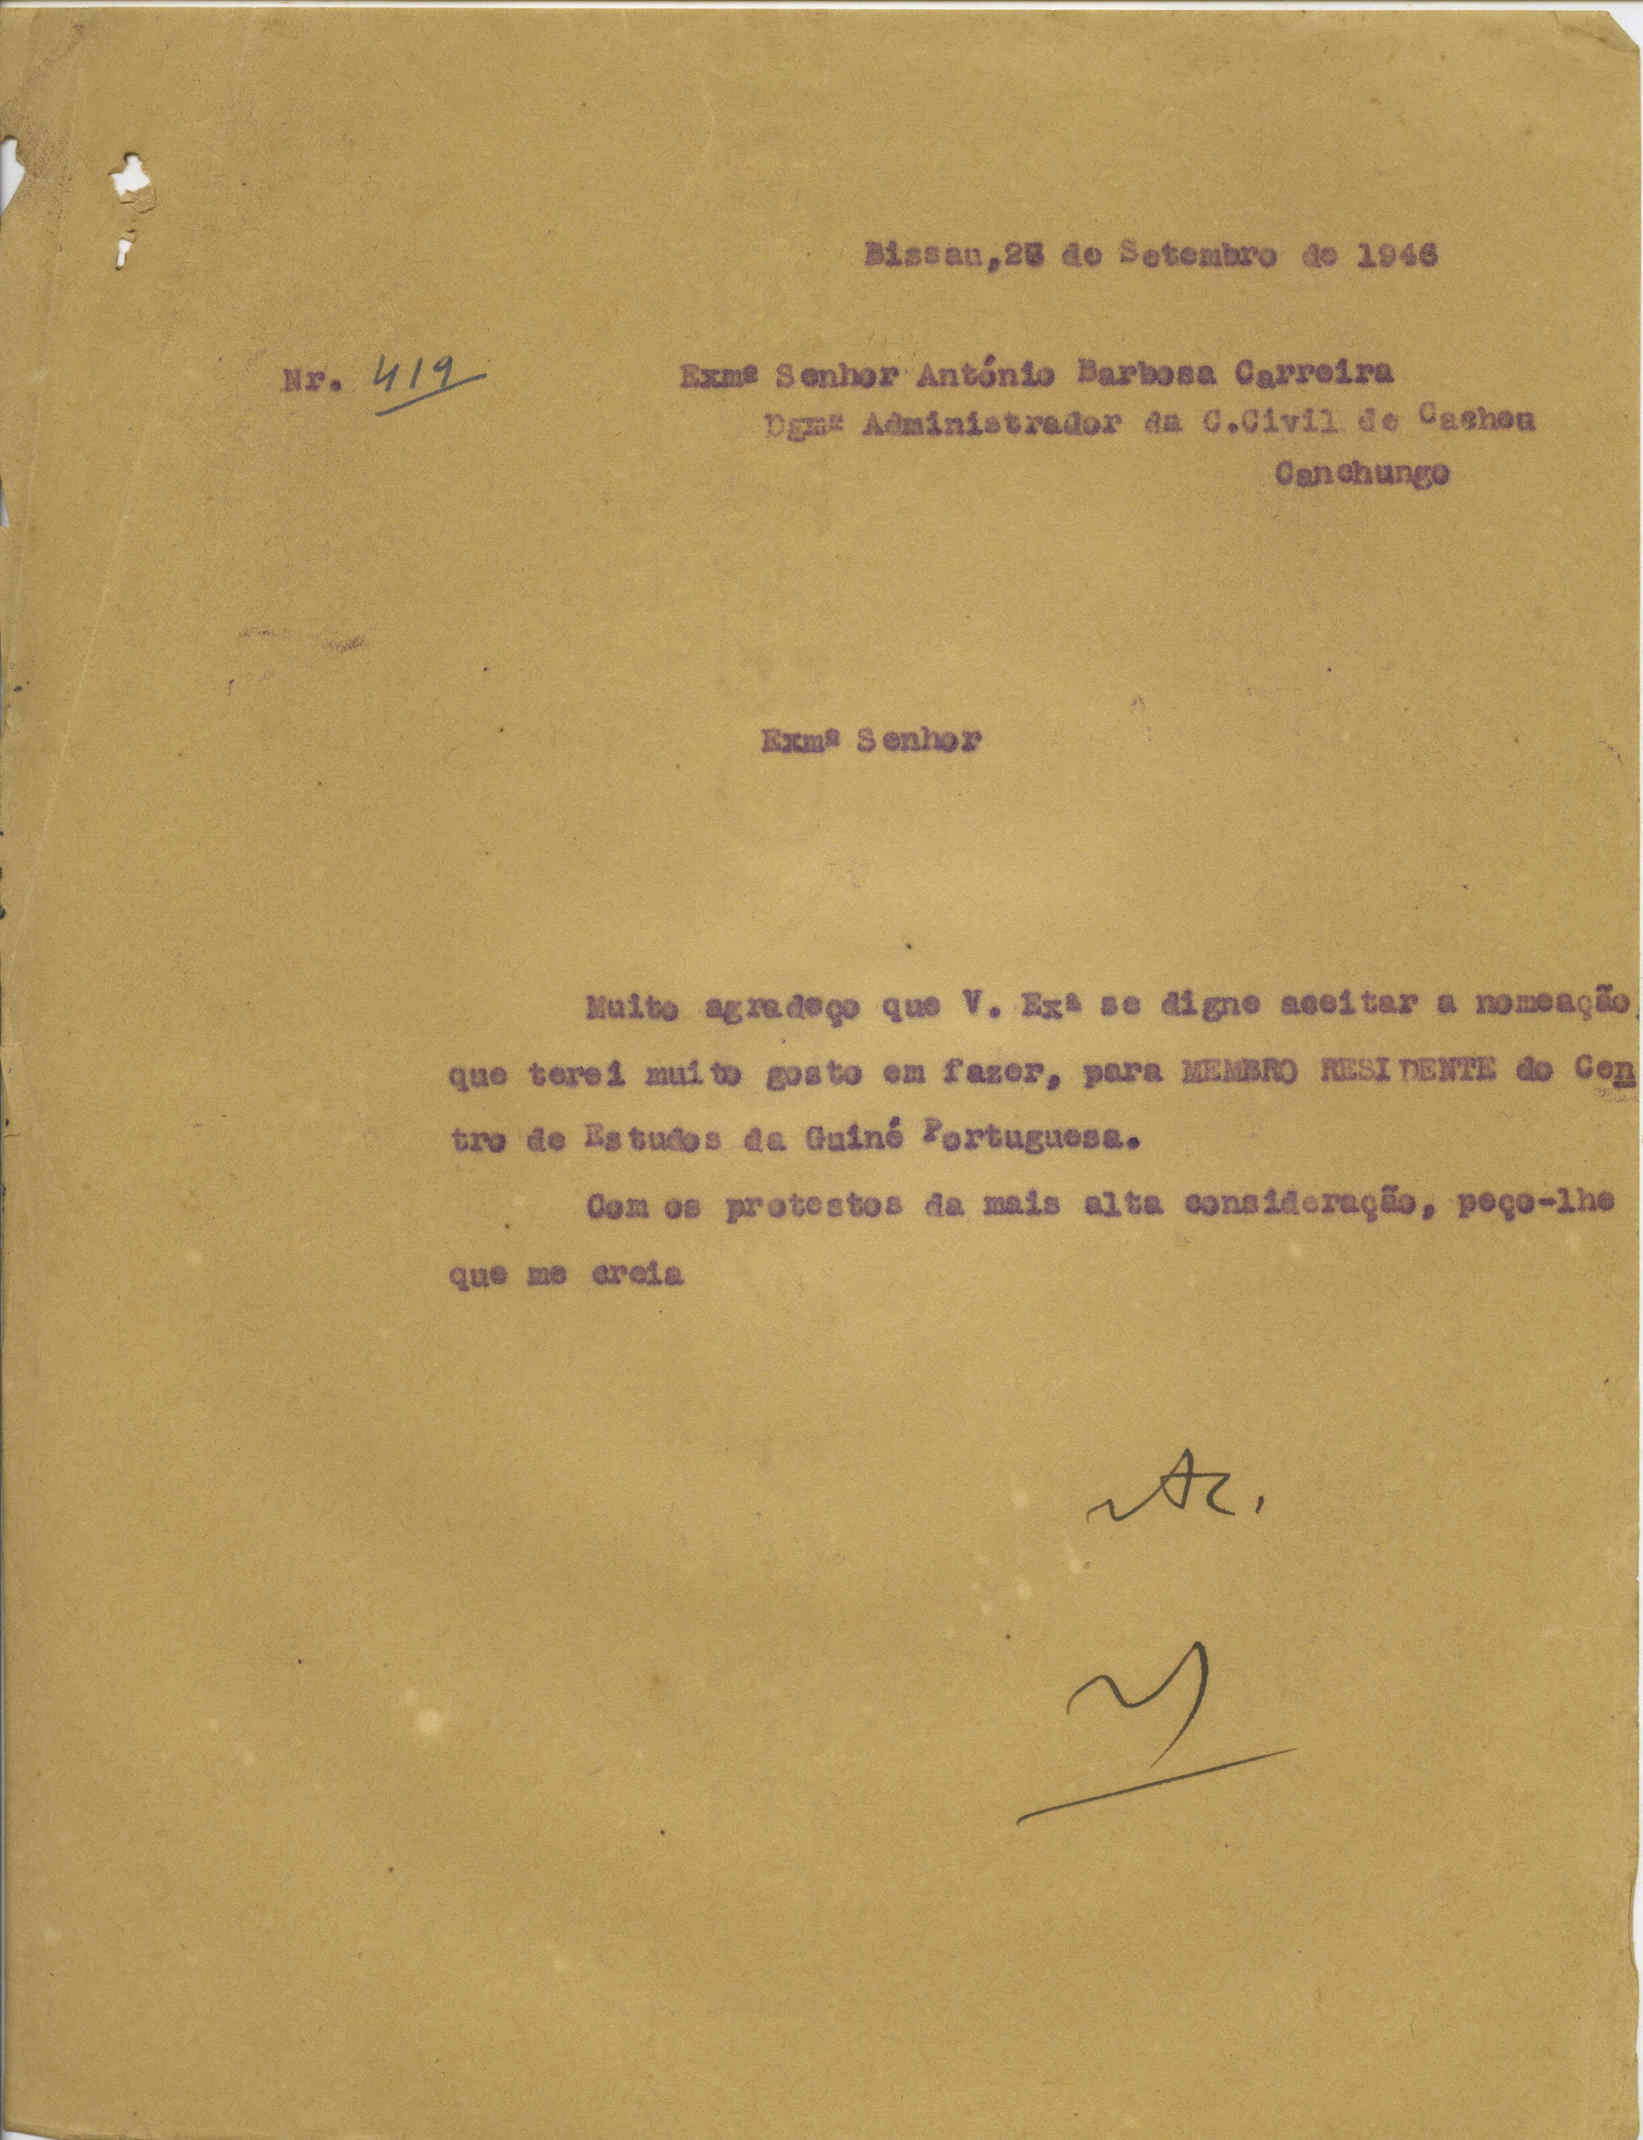 Bissau, de Setembro de 1946
Nr. 419
Exmº Senhor António Barbosa Carreira
Dgmº Administrador da C.Civil de Cacheu
Canchungo
Exmº Senhor
Muito agradeço que V. Exª se digne aceitar a nomeação,
que terei muito gosto em fazer, para MEMBRO RESIDENTE do Cen
tro de Estudos da Guiné Portuguesa.
Com os protestos da mais alta consideração, peço-lhe
que me creia